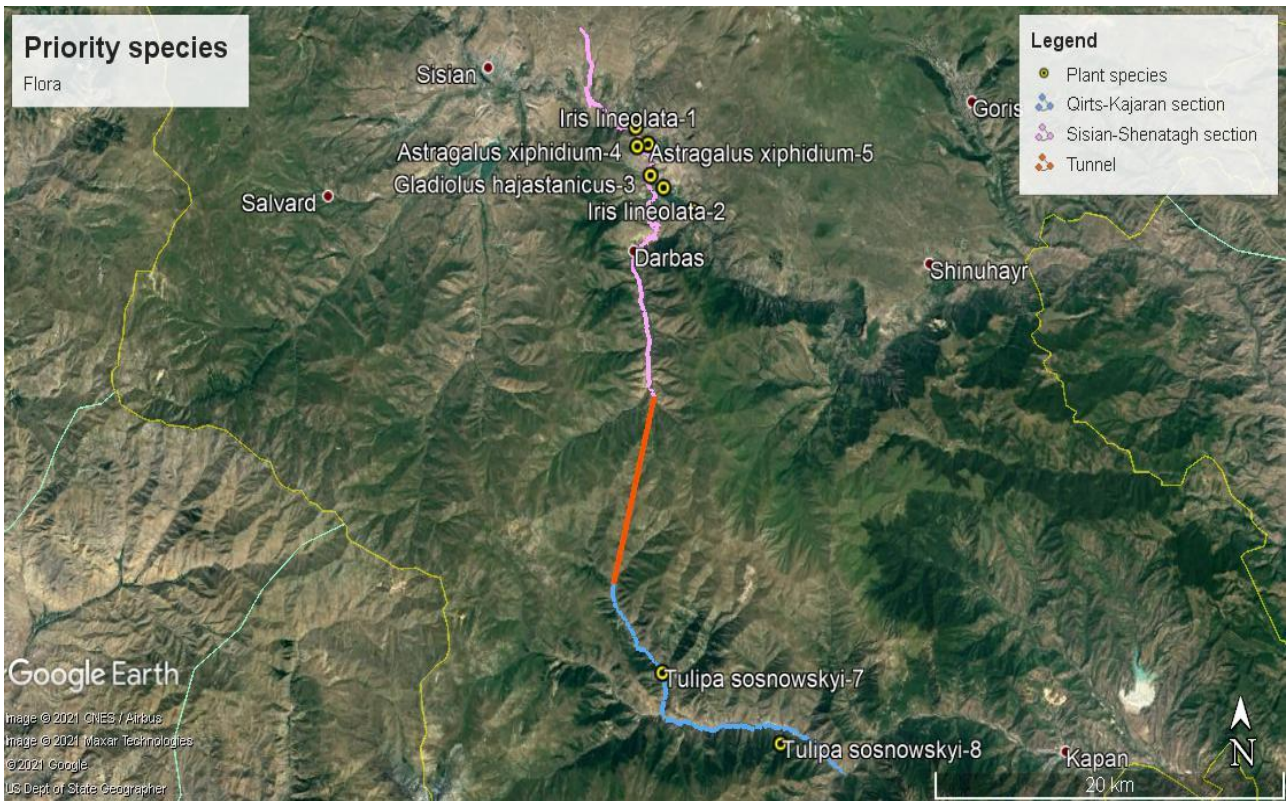 Priority species
Flora
Legend
Plant species
Qirts-Kajaran section
Sisian-Shenatagh section
Tunnel
Sisian
Goris
Iris lineolata-1
Astragalus xiphidium-4
Astragalus xiphidium-5
Gladiolus hajastanicus-3
Salvard
Iris lineolata-2
Darbas
Shinuhayr
Tulipa sosnowskyi-7
Tulipa sosnowskyi-8
Kapan
Google Earth
Image © 2021 CNES / Airbus
Image © 2021 Maxar Technologies
© 2021 Google
US Dept of State Geographer
N
20 km